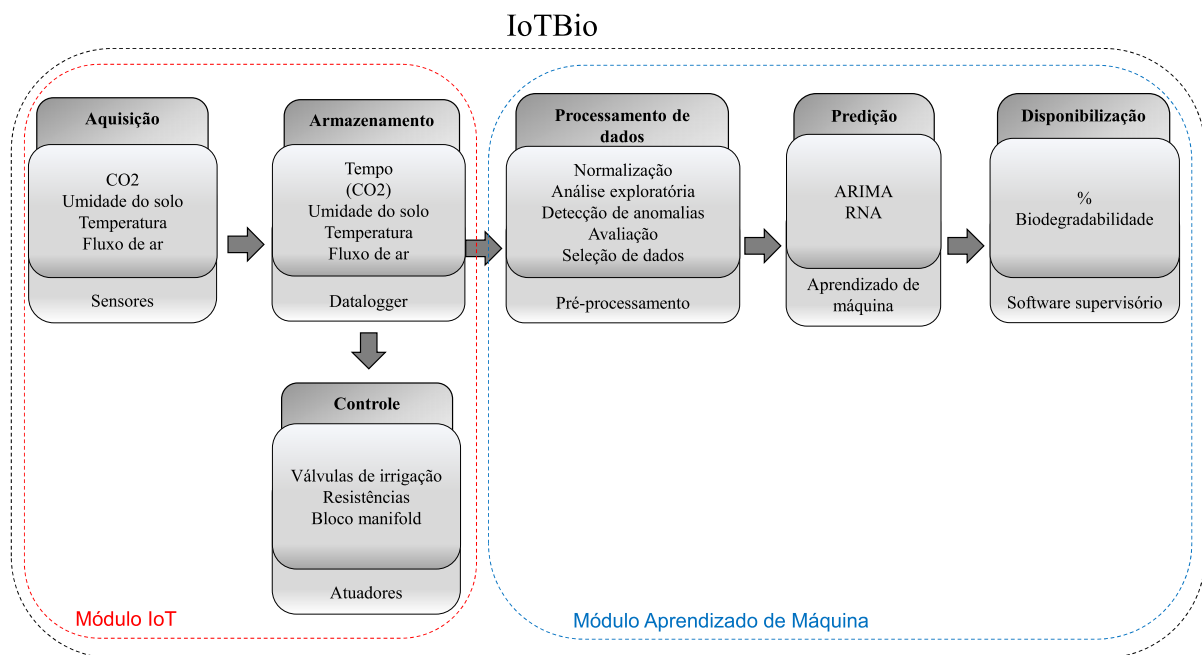 IoTBio
Aquisição
CO2
Umidade do solo
Temperatura
Fluxo de ar
Sensores
Armazenamento
Tempo
(CO2)
Umidade do solo
Temperatura
Fluxo de ar
Datalogger
Controle
Válvulas de irrigação
Resistências
Bloco manifold
Atuadores
Módulo IoT
Processamento de
dados
Normalização
Análise exploratória
Detecção de anomalias
Avaliação
Seleção de dados
Pré-processamento
Predição
ARIMA
RNA
Aprendizado de
máquina
Disponibilização
%
Biodegradabilidade
Software supervisório
Módulo Aprendizado de Máquina